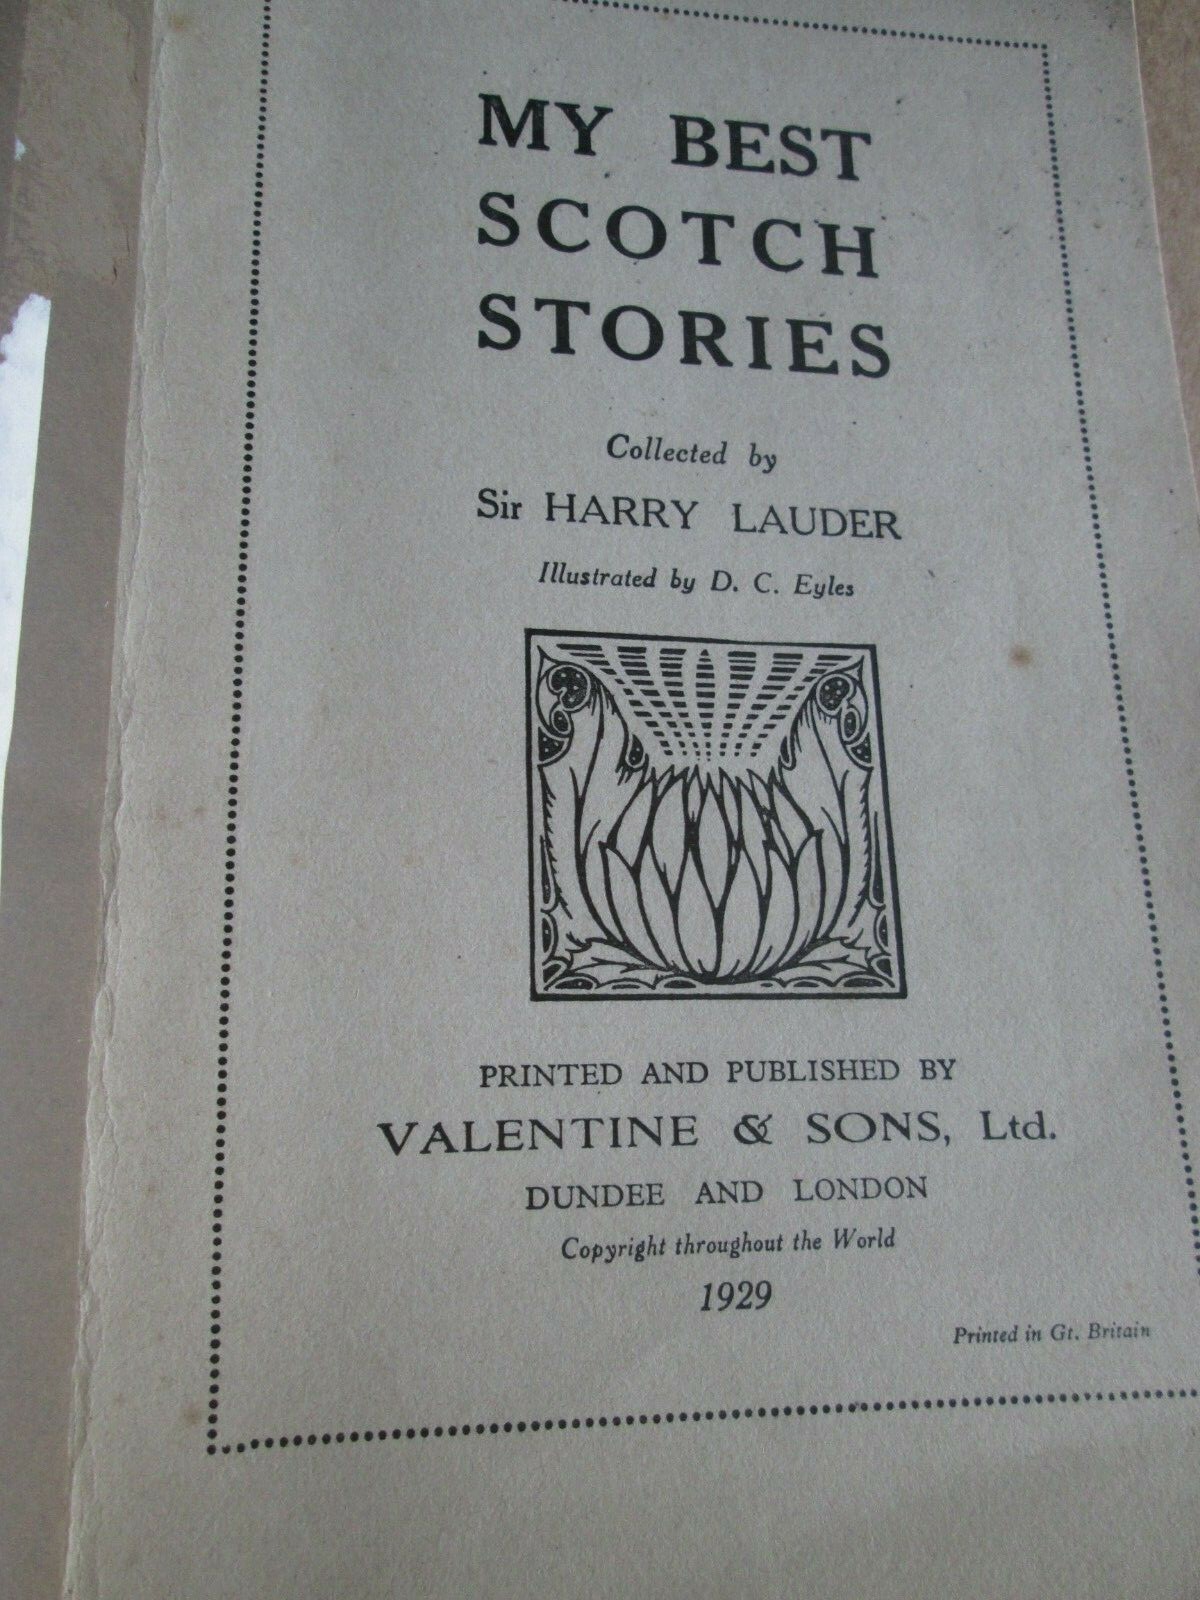 MY BEST
SCOTCH
STORIES
Collected by
Sir HARRY LAUDER
Illustrated by D. C. Eyles
PRINTED AND PUBLISHED BY
VALENTINE & SONS, Ltd.
DUNDEE AND LONDON
Copyright throughout the World
1929
Printed in Gt. Britain